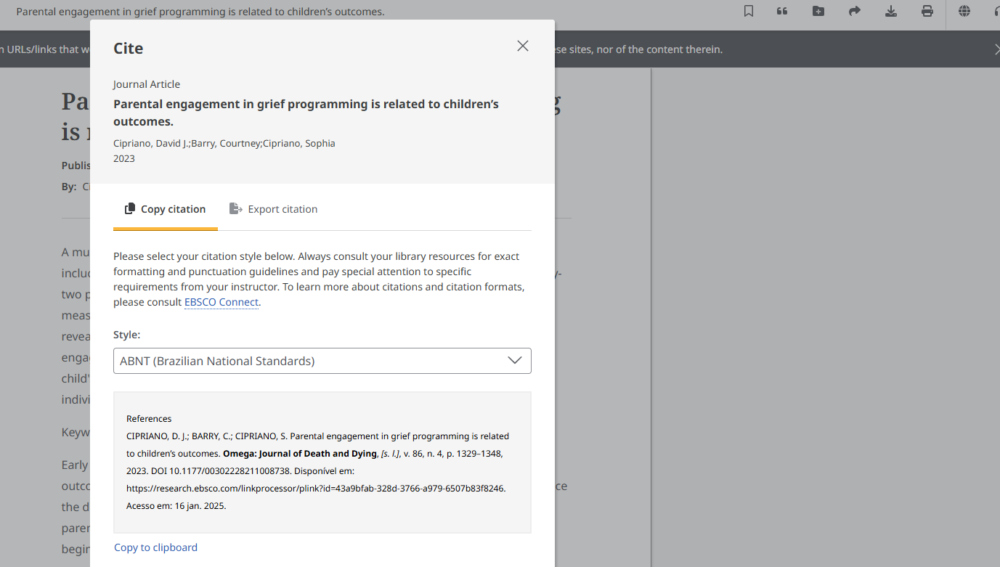 Parental engagement in grief programming is related to children’s outcomes.
URLs/links that w
se sites, nor of the content therein.
Cite
Journal Article
Parental engagement in grief programming is related to children’s
outcomes.
Cipriano, David J.;Barry, Courtney;Cipriano, Sophia
2023
Pa
g
is r
Publis
By: C
Copy citation
Export citation
Please select your citation style below. Always consult your library resources for exact
formatting and punctuation guidelines and pay special attention to specific
requirements from your instructor. To learn more about citations and citation formats,
please consult EBSCO Connect.
Style:
ABNT (Brazilian National Standards)
References
CIPRIANO, D. J.; BARRY, C.; CIPRIANO, S. Parental engagement in grief programming is related
to children’s outcomes. Omega: Journal of Death and Dying, [s. l.], v. 86, n. 4, p. 1329–1348,
2023. DOI 10.1177/00302228211008738. Disponível em:
https://research.ebsco.com/linkprocessor/plink?id=43a9bfab-328d-3766-a979-6507b83f8246.
Acesso em: 16 jan. 2025.
Copy to clipboard
A mu
includ
y-
two p
meas
revea
engag
child'
indivi
Keyw
Early
outco
ce
the d
paren
begin